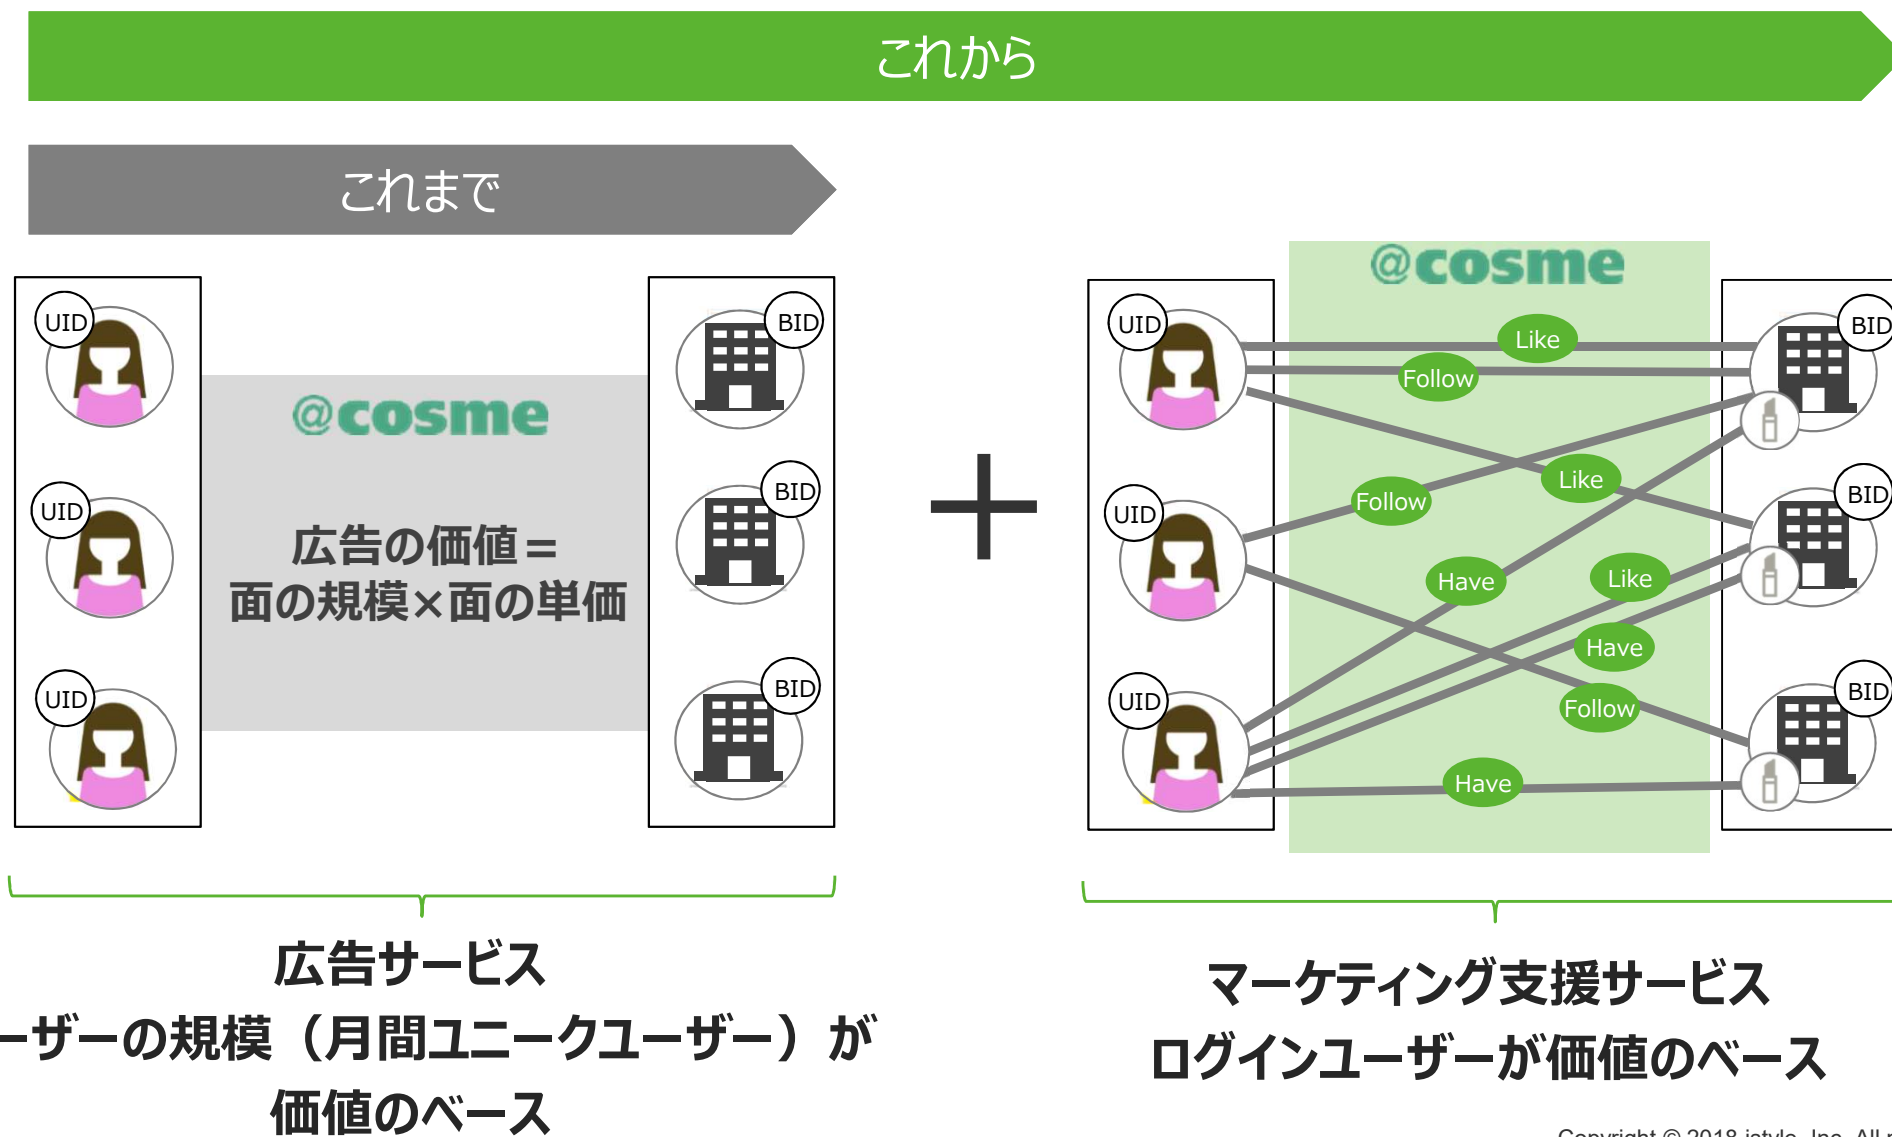 これから
これまで
UID
BID
@cosme
UID
BID
広告の価値＝
面の規模×面の単価
UID
BID
＋
@cosme
UID
Like
BID
Follow
Like
UID
Follow
BID
Have
Like
Have
UID
Follow
BID
Have
広告サービス
ーザーの規模（月間ユニークユーザー）が
価値のベース
マーケティング支援サービス
ログインユーザーが価値のベース
Copyright © 2018 istyle, Inc. All